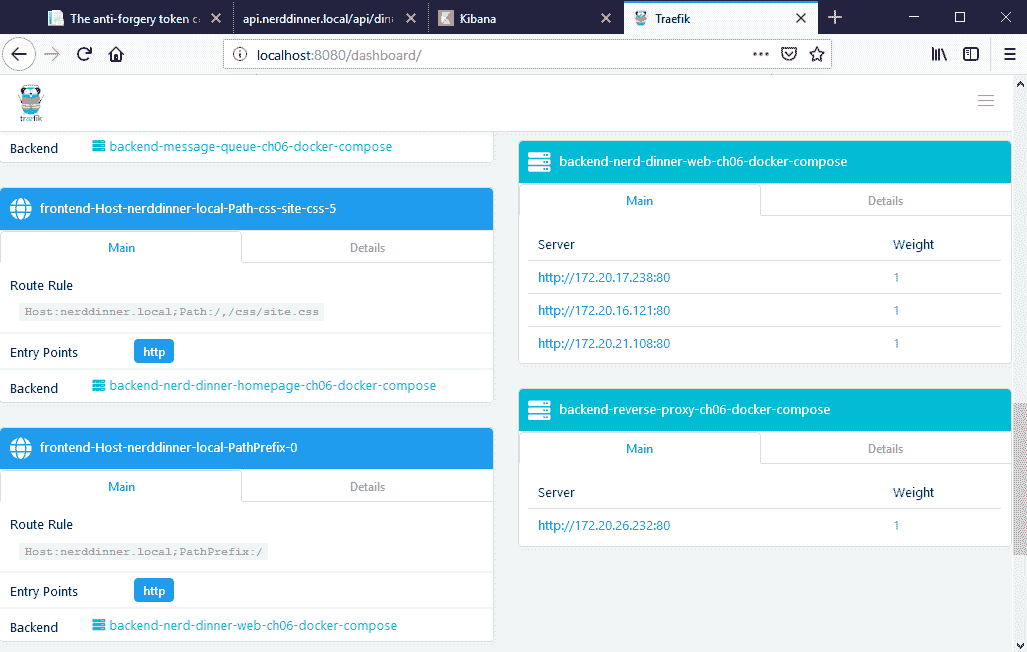 The anti-forgery token c
api.nerddinner.local/api/din
Kibana
Traefik
localhost:8080/dashboard/
træfik
Backend
backend-message-queue-ch06-docker-compose
frontend-Host-nerddinner-local-Path-css-site-css-5
Main
Details
Route Rule
Host:nerddinner.local;Path:/,/css/site.css
Entry Points
http
Backend
backend-nerd-dinner-homepage-ch06-docker-compose
frontend-Host-nerddinner-local-PathPrefix-0
Main
Details
Route Rule
Host:nerddinner.local;PathPrefix:/
Entry Points
http
Backend
backend-nerd-dinner-web-ch06-docker-compose
backend-nerd-dinner-web-ch06-docker-compose
Main
Details
Server Weight
http://172.20.17.238:80 1
http://172.20.16.121:80 1
http://172.20.21.108:80 1
backend-reverse-proxy-ch06-docker-compose
Main
Details
Server Weight
http://172.20.26.232:80 1